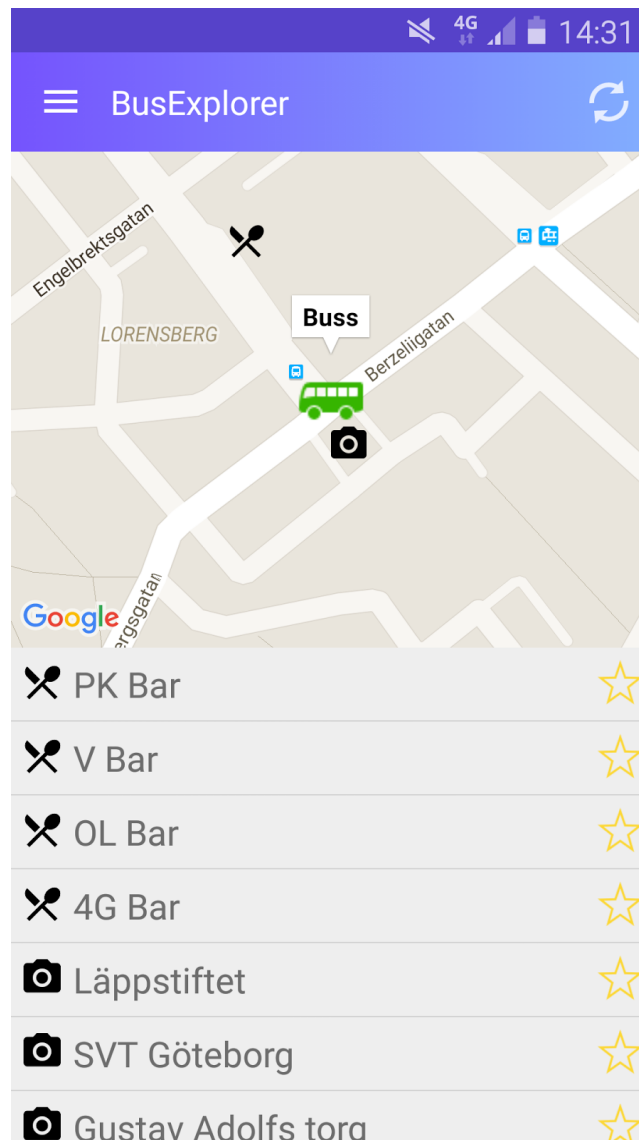 4G 14:31
BusExplorer
Engelbrektsgatan
LORENSBERG
Buss
Berzeliigatan
Google
ergsgatan
PK Bar
V Bar
OL Bar
4G Bar
Läppstiftet
SVT Göteborg
Gustav Adolfs torg